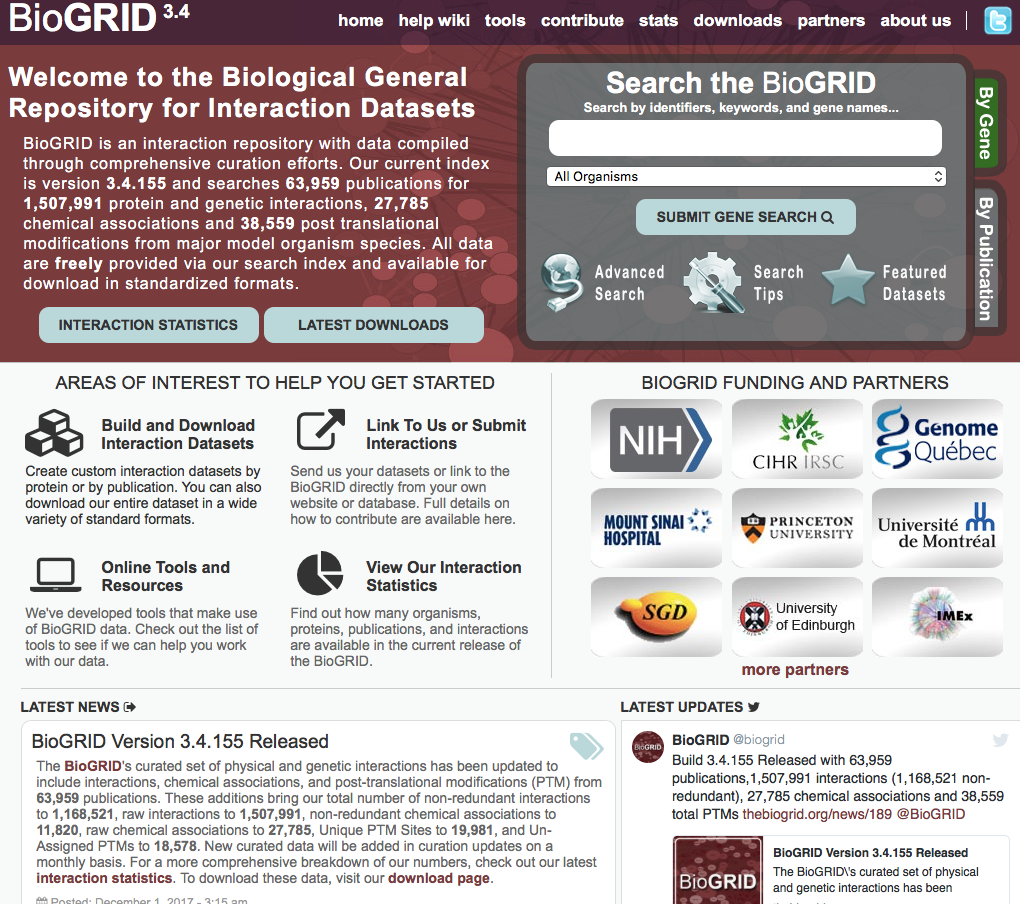 BioGRID 3.4
home help wiki tools contribute stats downloads partners about us
Welcome to the Biological General
Repository for Interaction Datasets
BioGRID is an interaction repository with data compiled
through comprehensive curation efforts. Our current index
is version 3.4.155 and searches 63,959 publications for
1,507,991 protein and genetic interactions, 27,785
chemical associations and 38,559 post translational
modifications from major model organism species. All data
are freely provided via our search index and available for
download in standardized formats.
INTERACTION STATISTICS
LATEST DOWNLOADS
Search the BioGRID
Search by identifiers, keywords, and gene names...
All Organisms
SUBMIT GENE SEARCH
Advanced
Search
Search
Tips
Featured
Datasets
By Gene
By Publication
AREAS OF INTEREST TO HELP YOU GET STARTED
Build and Download
Interaction Datasets
Create custom interaction datasets by
protein or by publication. You can also
download our entire dataset in a wide
variety of standard formats.
Link To Us or Submit
Interactions
Send us your datasets or link to the
BioGRID directly from your own
website or database. Full details on
how to contribute are available here.
Online Tools and
Resources
We've developed tools that make use
of BioGRID data. Check out the list of
tools to see if we can help you work
with our data.
View Our Interaction
Statistics
Find out how many organisms,
proteins, publications, and interactions
are available in the current release of
the BioGRID.
BIOGRID FUNDING AND PARTNERS
NIH
CIHR IRSC
Genome
Québec
MOUNT SINAI
HOSPITAL
PRINCETON
UNIVERSITY
Université
de Montréal
SGD
University
of Edinburgh
IMEx
more partners
LATEST NEWS
BioGRID Version 3.4.155 Released
The BioGRID's curated set of physical and genetic interactions has been updated to
include interactions, chemical associations, and post-translational modifications (PTM) from
63,959 publications. These additions bring our total number of non-redundant interactions
to 1,168,521, raw interactions to 1,507,991, non-redundant chemical associations to
11,820, raw chemical associations to 27,785, Unique PTM Sites to 19,981, and Un-
Assigned PTMs to 18,578. New curated data will be added in curation updates on a
monthly basis. For a more comprehensive breakdown of our numbers, check out our latest
interaction statistics. To download these data, visit our download page.
Posted: December 1, 2017 - 3:15 am
LATEST UPDATES
BioGRID
BioGRID @biogrid
Build 3.4.155 Released with 63,959
publications,1,507,991 interactions (1,168,521 non-
redundant), 27,785 chemical associations and 38,559
total PTMs thebiogrid.org/news/189 @BioGRID
BioGRID
BioGRID Version 3.4.155 Released
The BioGRID\'s curated set of physical
and genetic interactions has been